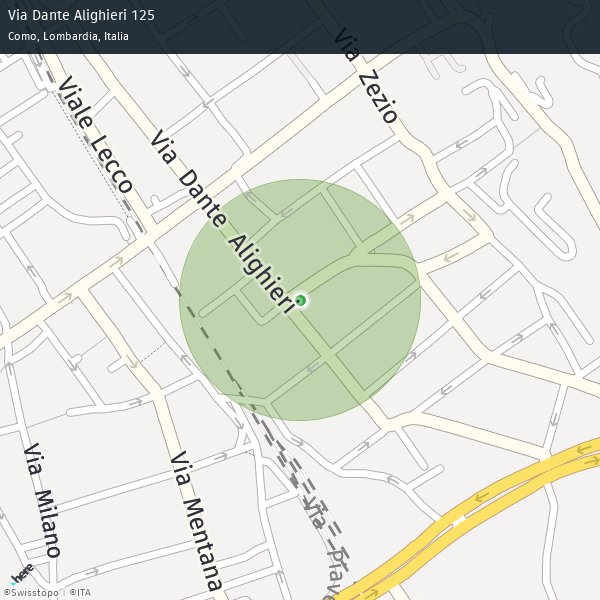 Via Dante Alighieri 125
Como, Lombardia, Italia
Via Zezio
Viale Lecco
Via Dante Alighieri
Via Milano
Via Mentana
Via Piave
here
©Swisstopo | ©ITA